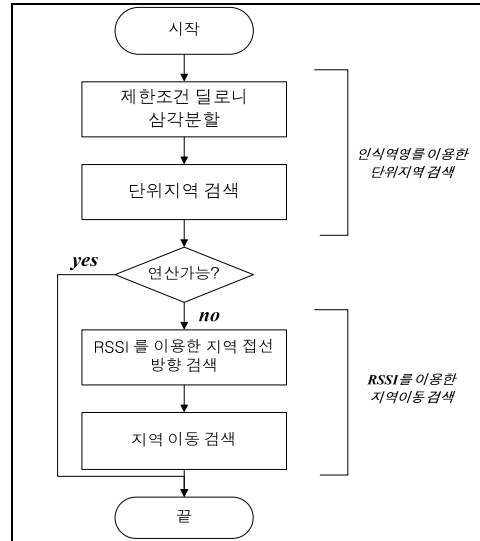 시작
제한조건 딜로니
삼각분할
단위지역 검색
인식역영를 이용한
단위지역 검색
연산가능?
yes
no
RSSI 를 이용한 지역 접선
방향 검색
지역 이동 검색
RSSI를 이용한
지역이동 검색
끝